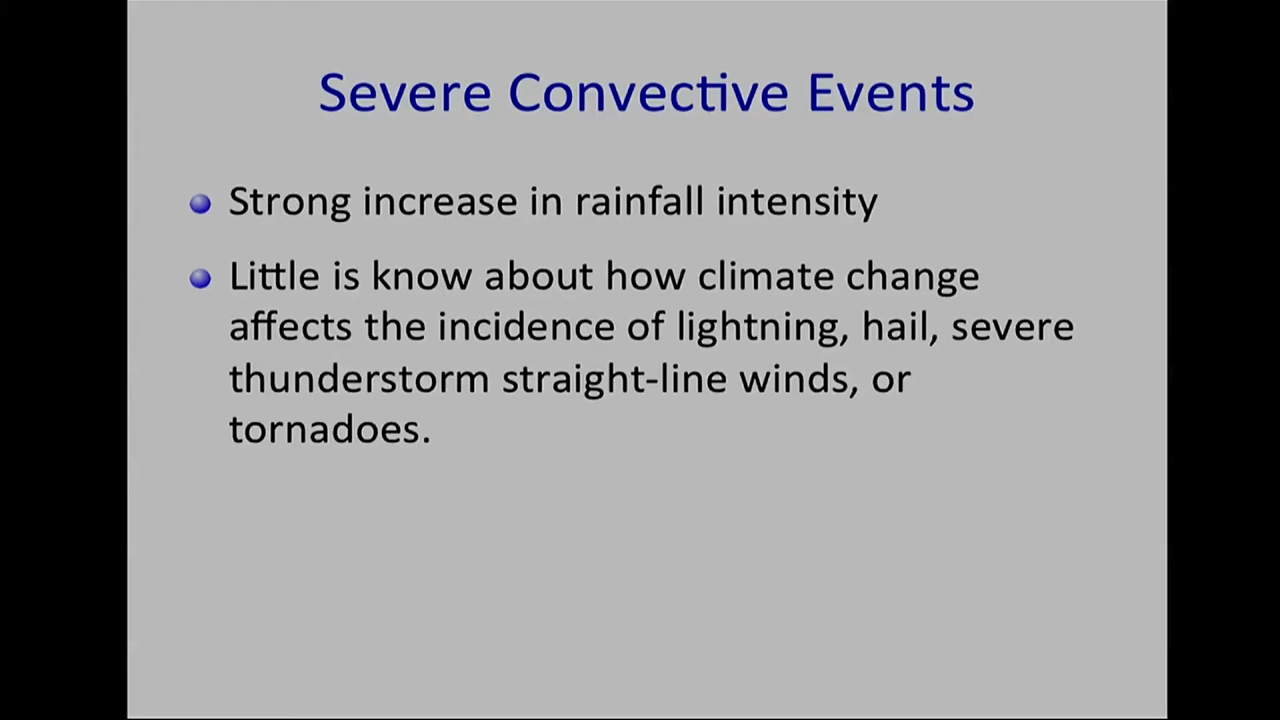 Severe Convective Events
Strong increase in rainfall intensity
Little is know about how climate change
affects the incidence of lightning, hail, severe
thunderstorm straight-line winds, or
tornadoes.